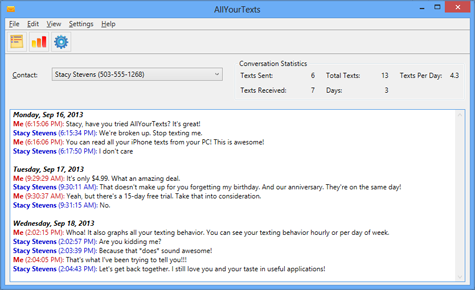 AllYourTexts
File Edit View Settings Help
Conversation Statistics
Contact: Stacy Stevens (503-555-1268)
Texts Sent: 6 Total Texts: 13 Texts Per Day: 4.3
Texts Received: 7 Days: 3
Monday, Sep 16, 2013
Me (6:15:06 PM): Stacy, have you tried AllYourTexts? It's great!
Stacy Stevens (6:15:34 PM): We're broken up. Stop texting me.
Me (6:16:06 PM): You can read all your iPhone texts from your PC! This is awesome!
Stacy Stevens (6:17:50 PM): I don't care
Tuesday, Sep 17, 2013
Me (9:29:29 AM): It's only $4.99. What an amazing deal.
Stacy Stevens (9:30:11 AM): That doesn't make up for you forgetting my birthday. And our anniversary. They're on the same day!
Me (9:30:37 AM): Yeah, but there's a 15-day free trial. Take that into consideration.
Stacy Stevens (9:31:15 AM): No.
Wednesday, Sep 18, 2013
Me (2:02:15 PM): Whoa! It also graphs all your texting behavior. You can see your texting behavior hourly or per day of week.
Stacy Stevens (2:02:57 PM): Are you kidding me?
Stacy Stevens (2:03:39 PM): Because that *does* sound awesome!
Me (2:04:05 PM): That's what I've been trying to tell you!!!
Stacy Stevens (2:04:43 PM): Let's get back together. I still love you and your taste in useful applications!